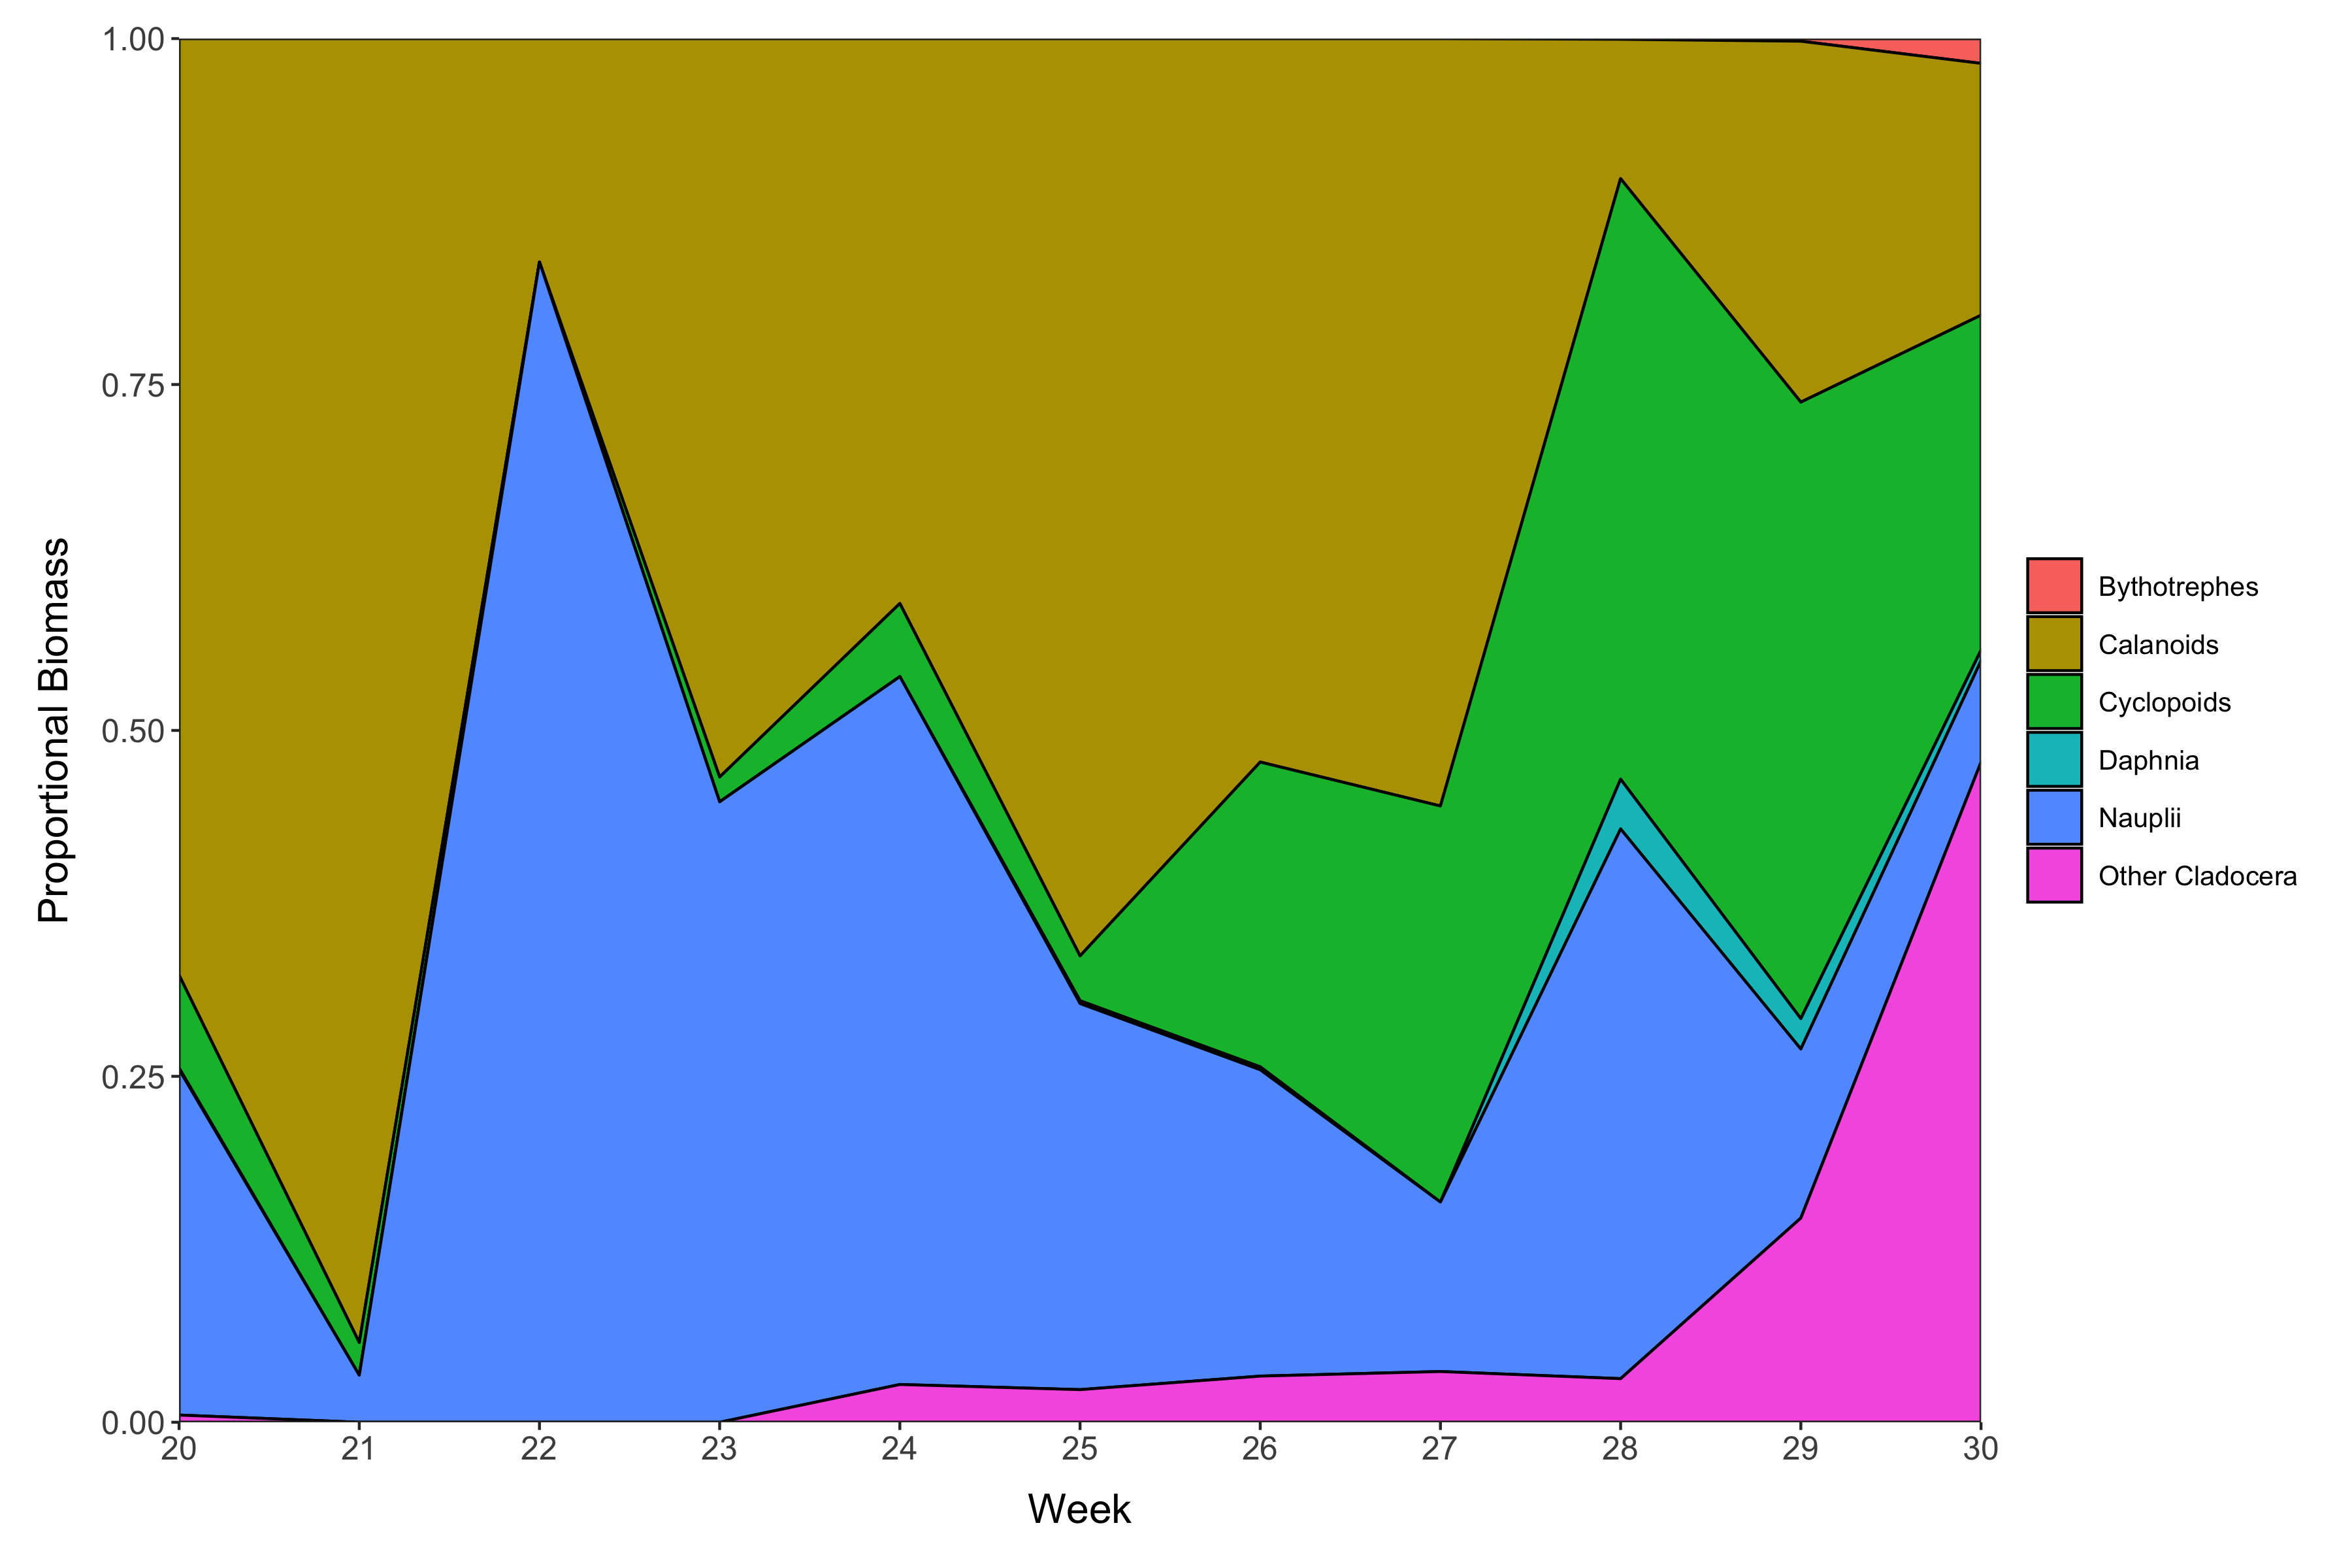 Proportional Biomass
1.00
0.75
0.50
0.25
0.00
20 21 22 23 24 25 26 27 28 29 30
Week
Bythotrephes
Calanoids
Cyclopoids
Daphnia
Nauplii
Other Cladocera